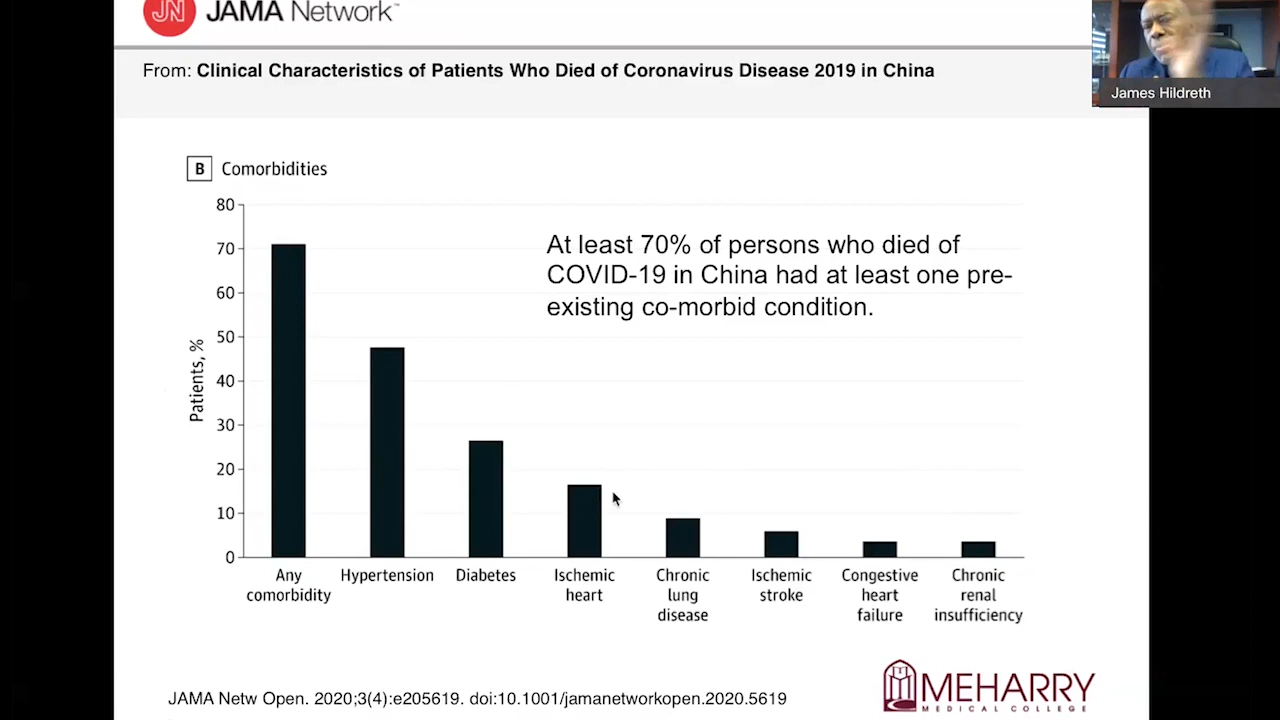 JN JAMA Network™
From: Clinical Characteristics of Patients Who Died of Coronavirus Disease 2019 in China
James Hildreth
B Comorbidities
At least 70% of persons who died of
COVID-19 in China had at least one pre-
existing co-morbid condition.
Patients, %
80
70
60
50
40
30
20
10
0
Any
comorbidity
Hypertension
Diabetes
Ischemic
heart
Chronic
lung
disease
Ischemic
stroke
Congestive
heart
failure
Chronic
renal
insufficiency
JAMA Netw Open. 2020;3(4):e205619. doi:10.1001/jamanetworkopen.2020.5619
MEHARRY
MEDICAL COLLEGE